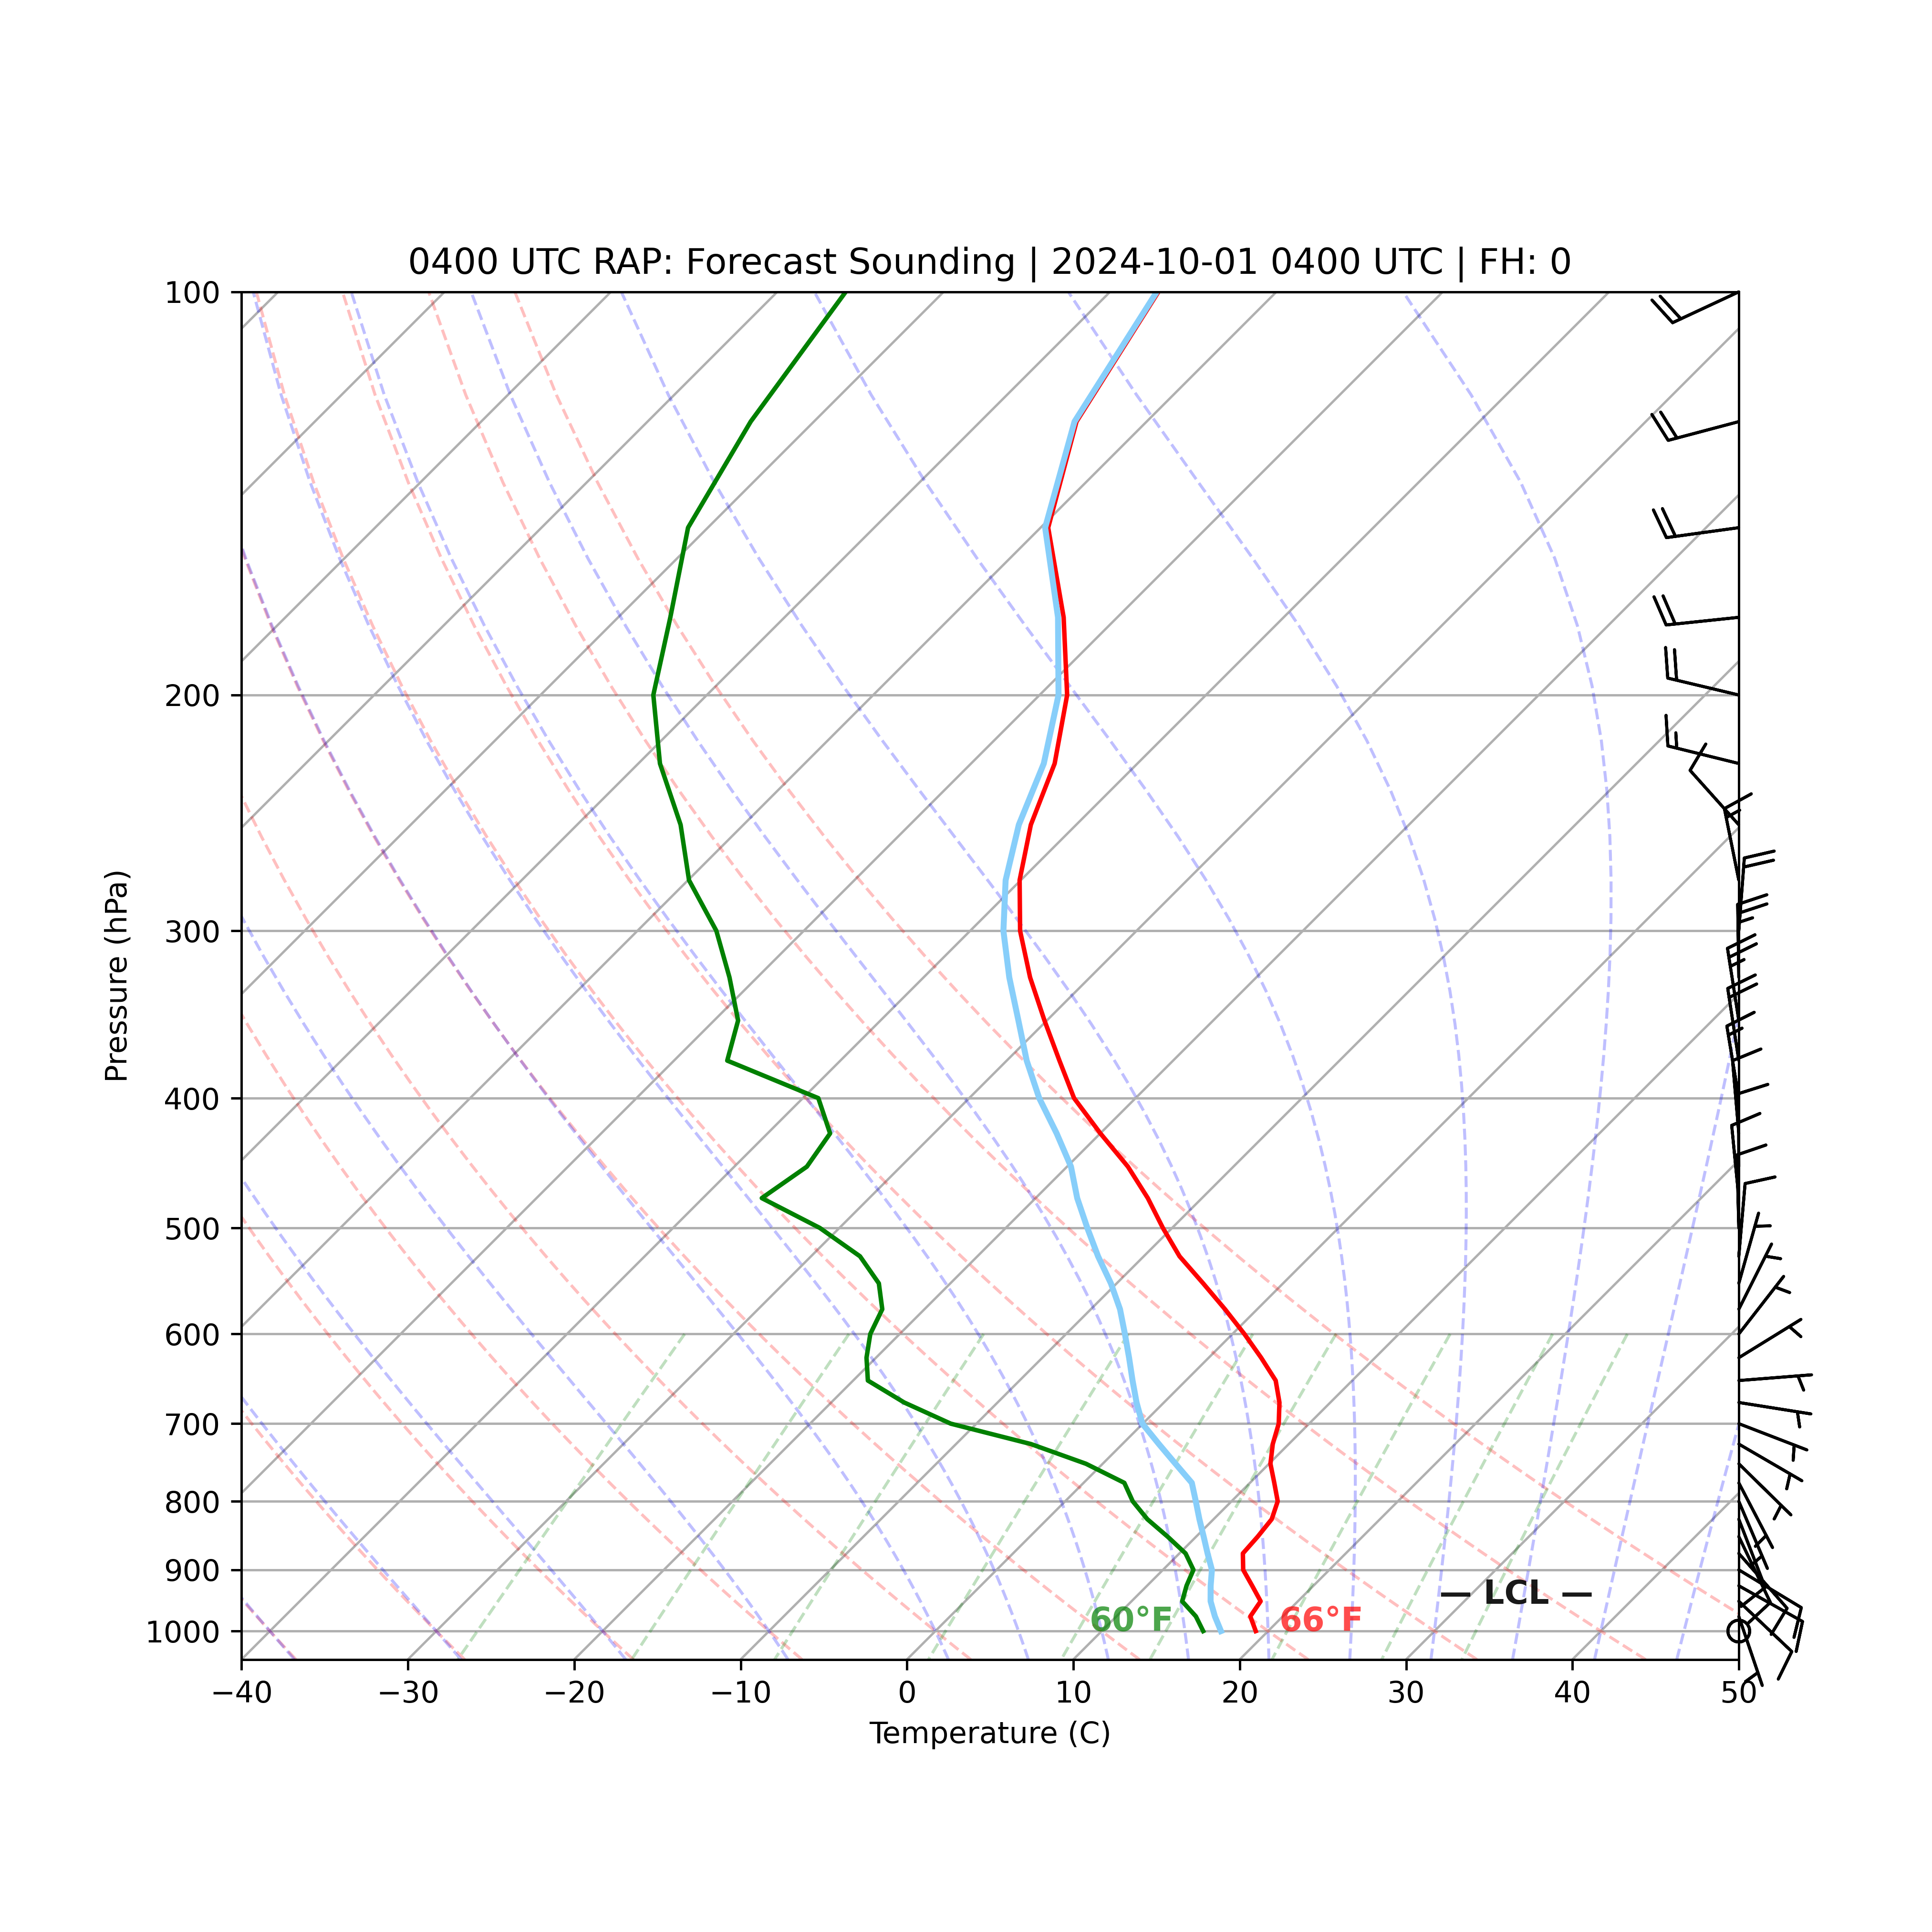 0400 UTC RAP: Forecast Sounding | 2024-10-01 0400 UTC | FH: 0
100
200
300
400
500
600
700
800
900
1000
Pressure (hPa)
— LCL —
60°F
66°F
−40 −30 −20 −10 0 10 20 30 40 50
Temperature (C)